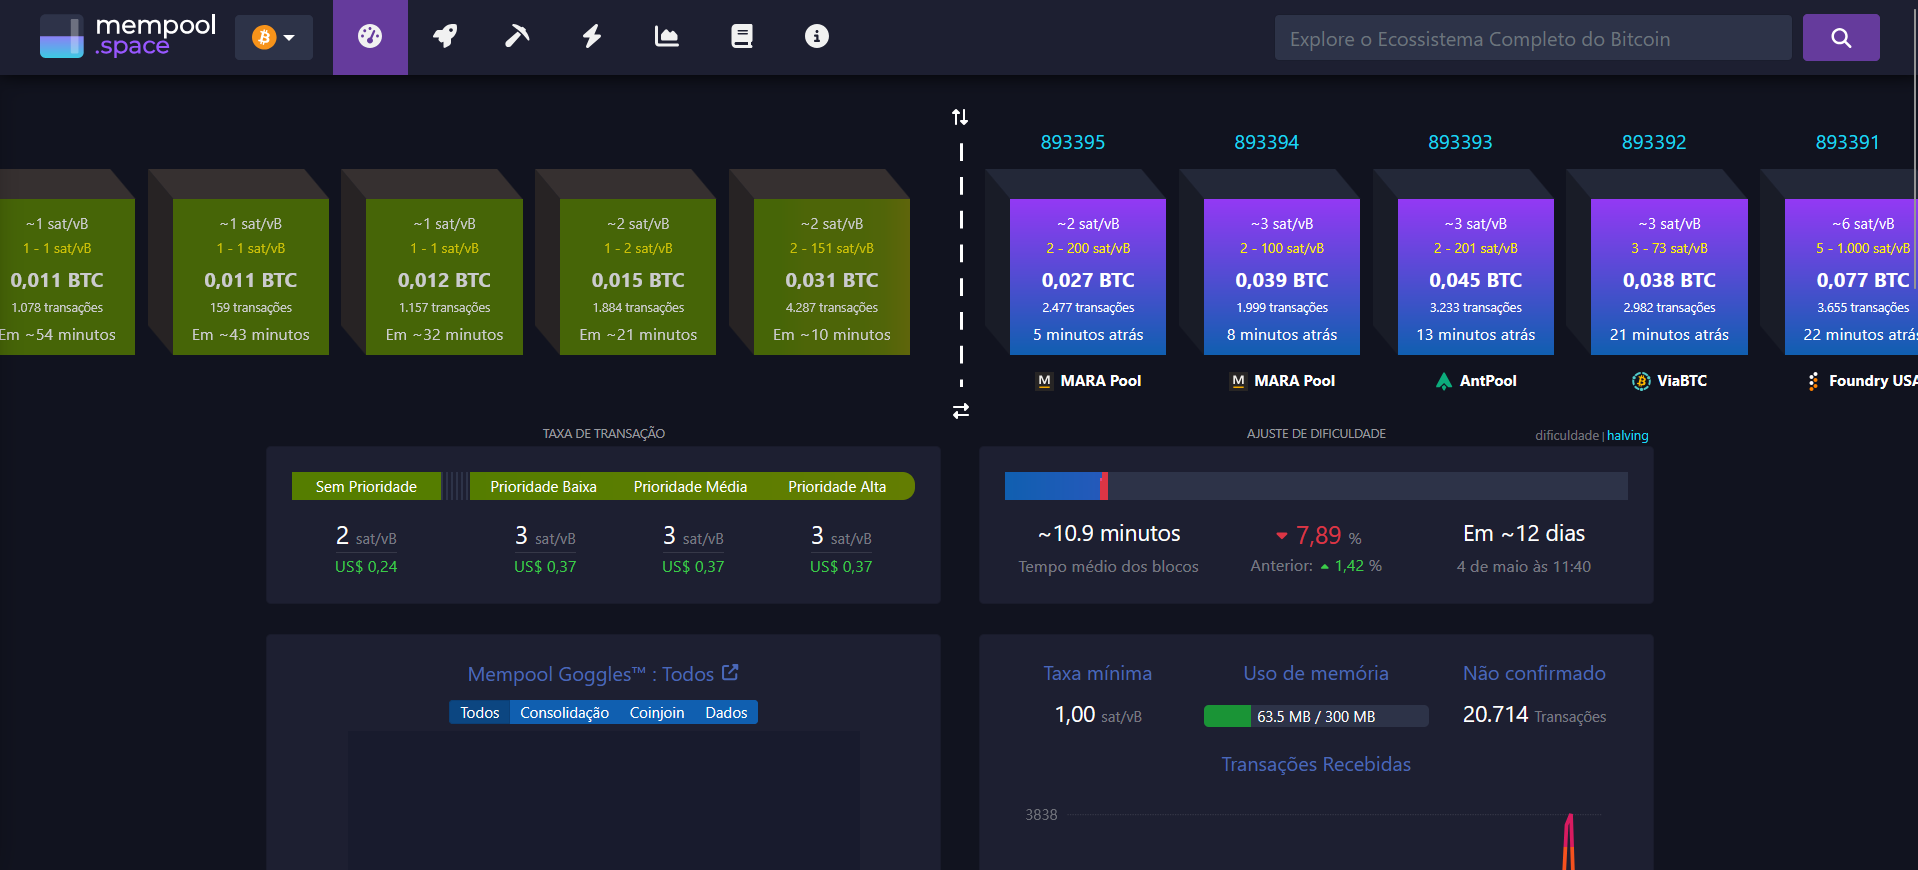 mempool
.space
Explore o Ecossistema Completo do Bitcoin
~1 sat/vB
1 - 1 sat/vB
0,011 BTC
1.078 transações
Em ~54 minutos
~1 sat/vB
1 - 1 sat/vB
0,011 BTC
159 transações
Em ~43 minutos
~1 sat/vB
1 - 1 sat/vB
0,012 BTC
1.157 transações
Em ~32 minutos
~2 sat/vB
1 - 2 sat/vB
0,015 BTC
1.884 transações
Em ~21 minutos
~2 sat/vB
2 - 151 sat/vB
0,031 BTC
4.287 transações
Em ~10 minutos
893395
~2 sat/vB
2 - 200 sat/vB
0,027 BTC
2.477 transações
5 minutos atrás
M MARA Pool
893394
~3 sat/vB
2 - 100 sat/vB
0,039 BTC
1.999 transações
8 minutos atrás
M MARA Pool
893393
~3 sat/vB
2 - 201 sat/vB
0,045 BTC
3.233 transações
13 minutos atrás
AntPool
893392
~3 sat/vB
3 - 73 sat/vB
0,038 BTC
2.982 transações
21 minutos atrás
ViaBTC
893391
~6 sat/vB
5 - 1.000 sat/vB
0,077 BTC
3.655 transações
22 minutos atrás
Foundry USA
TAXA DE TRANSAÇÃO
Sem Prioridade Prioridade Baixa Prioridade Média Prioridade Alta
2 sat/vB 3 sat/vB 3 sat/vB 3 sat/vB
US$ 0,24 US$ 0,37 US$ 0,37 US$ 0,37
AJUSTE DE DIFICULDADE
dificuldade | halving
~10.9 minutos 7,89 % Em ~12 dias
Tempo médio dos blocos Anterior: 1,42 % 4 de maio às 11:40
Mempool Goggles™ : Todos
Todos Consolidação Coinjoin Dados
Taxa mínima Uso de memória Não confirmado
1,00 sat/vB 63.5 MB / 300 MB 20.714 Transações
Transações Recebidas
3838